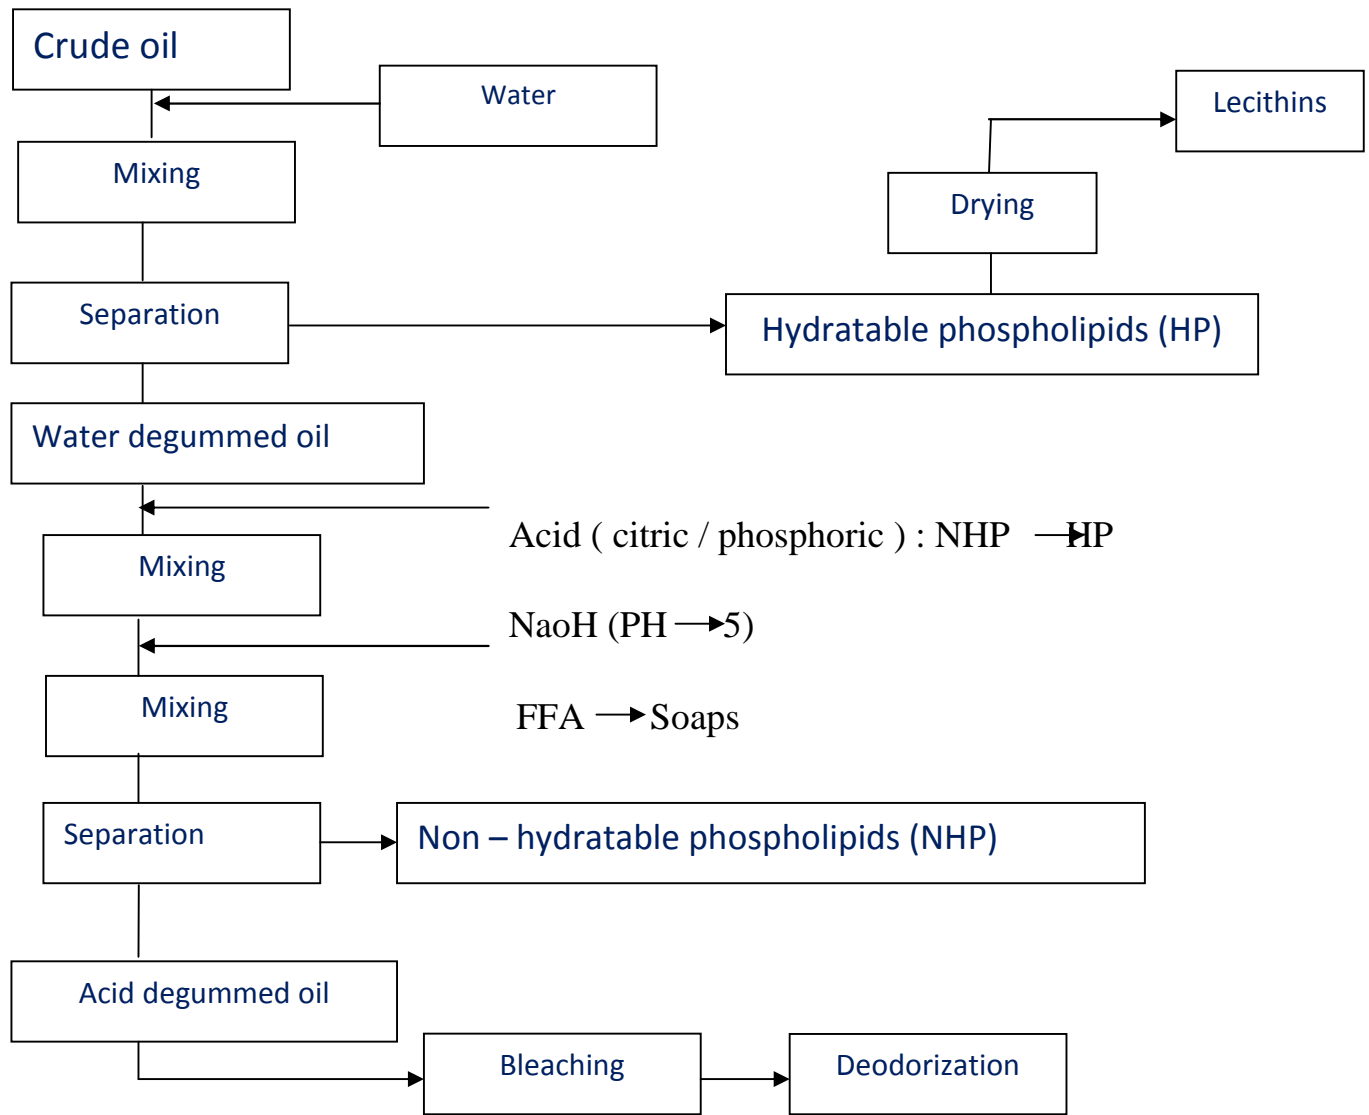 Crude oil
Water
Lecithins
Mixing
Drying
Separation
Hydratable phospholipids (HP)
Water degummed oil
Acid ( citric / phosphoric ) : NHP → HP
Mixing
NaoH (PH → 5)
Mixing
FFA → Soaps
Separation
Non – hydratable phospholipids (NHP)
Acid degummed oil
Bleaching
Deodorization